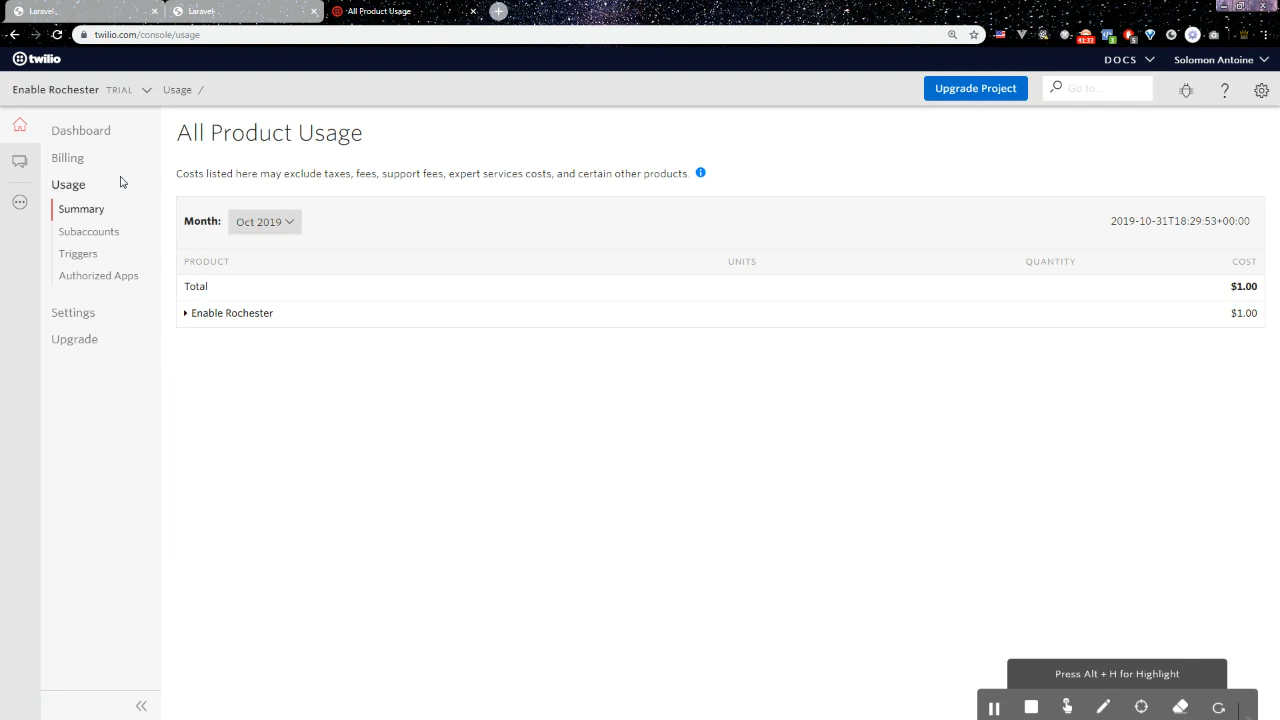 Laravel
Laravel
All Product Usage
twilio.com/console/usage
twilio
DOCS
Solomon Antoine
Enable Rochester TRIAL
Usage /
Upgrade Project
Go to...
Dashboard
Billing
Usage
Summary
Subaccounts
Triggers
Authorized Apps
Settings
Upgrade
All Product Usage
Costs listed here may exclude taxes, fees, support fees, expert services costs, and certain other products.
Month: Oct 2019
2019-10-31T18:29:53+00:00
PRODUCT UNITS QUANTITY COST
Total $1.00
Enable Rochester $1.00
Press Alt + H for Highlight